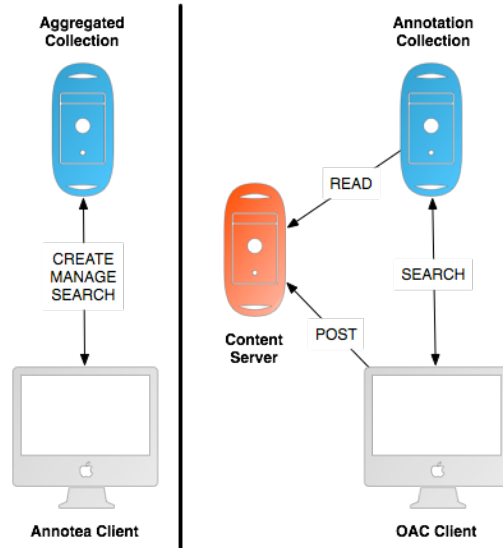 Aggregated
Collection
CREATE
MANAGE
SEARCH
Annotea Client
Annotation
Collection
READ
SEARCH
Content
Server
POST
OAC Client